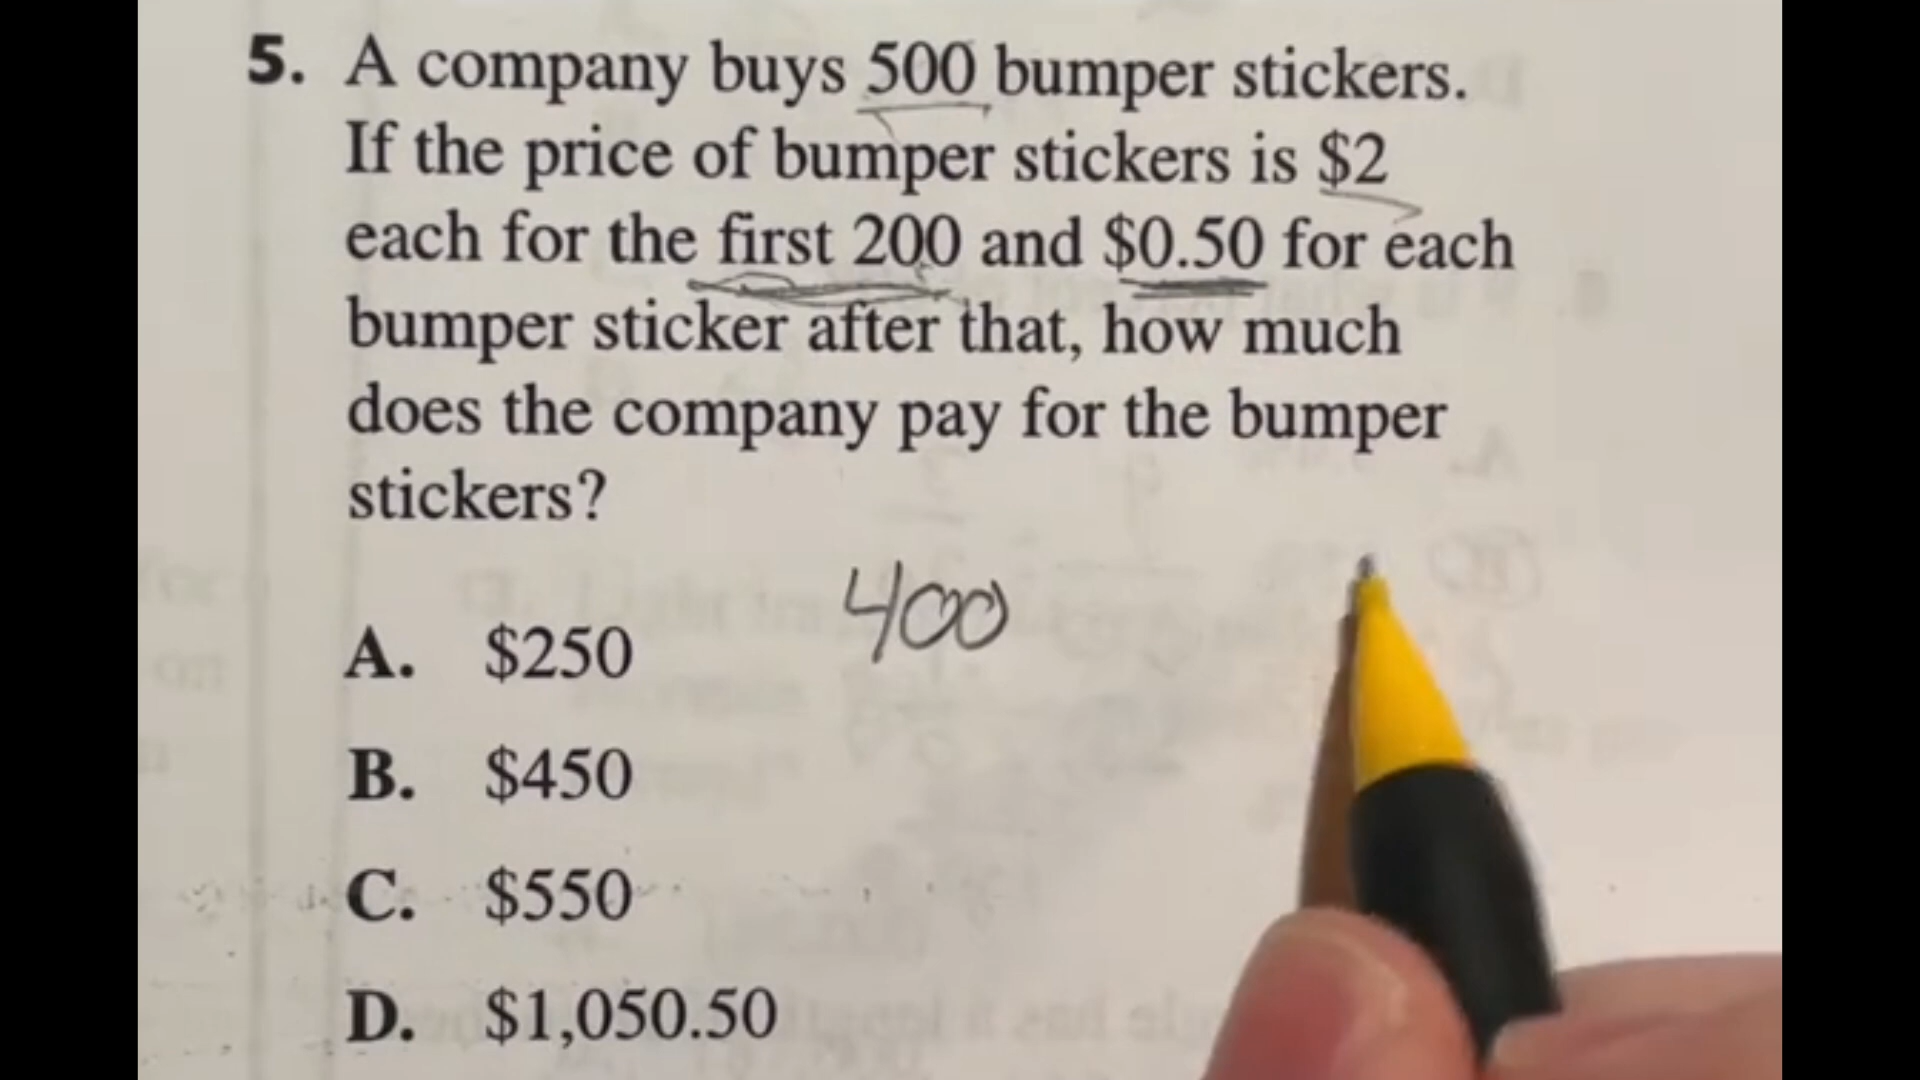 5. A company buys 500 bumper stickers.
If the price of bumper stickers is $2
each for the first 200 and $0.50 for each
bumper sticker after that, how much
does the company pay for the bumper
stickers?
400
A. $250
B. $450
C. $550
D. $1,050.50